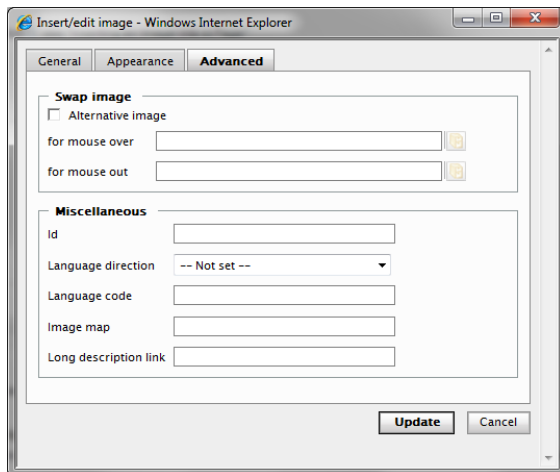 Insert/edit image - Windows Internet Explorer
General Appearance Advanced
Swap image
Alternative image
for mouse over
for mouse out
Miscellaneous
Id
Language direction -- Not set --
Language code
Image map
Long description link
Update Cancel